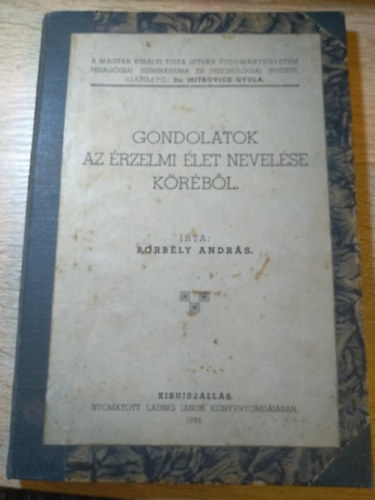 A MAGYAR KIRÁLYI TISZA ISTVÁN TUDOMÁNYEGYETEM
PEDAGÓGIAI SZEMINÁRIUMA ÉS PSZICHOLÓGIAI INTÉZETE.
IGAZGATÓ: Dr. MITROVICS GYULA.
GONDOLATOK
AZ ÉRZELMI ÉLET NEVELÉSE
KÖRÉBŐL.
ÍRTA:
BORBÉLY ANDRÁS.
KISUJSZÁLLÁS.
NYOMATOTT LÁDING JÁNOS KÖNYVNYOMDÁJÁBAN.